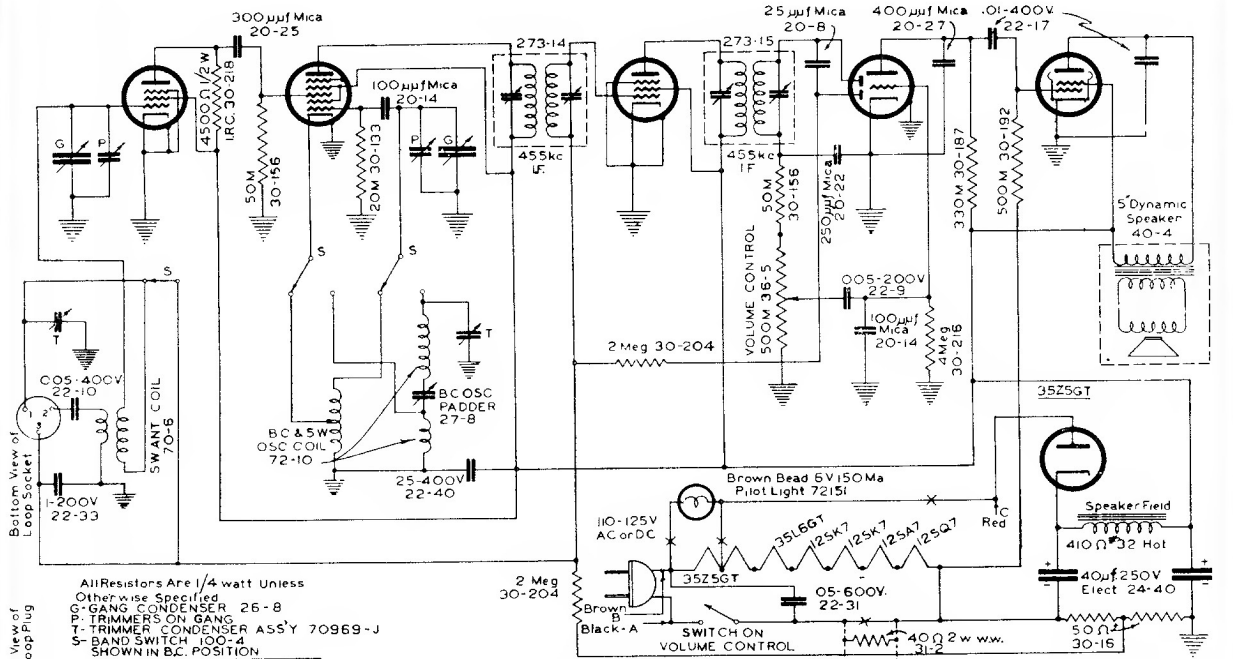 300µµf Mica
20-25
4500Ω 1/2W
I.R.C. 30-218
50M
30-156
G
P
100µµf Mica
20-14
20M 30-133
P
G
273-14
455kc
I.F.
273-15
455kc
IF
25µµf Mica
20-8
400µµf Mica
20-27
.01-400V.
22-17
50M
30-156
250µµf Mica
20-22
VOLUME CONTROL
500M 36-5
005-200V
22-9
100µµf
Mica
20-14
4Meg
30-216
330M 30-187
500M 30-192
5" Dynamic
Speaker
40-4
S
S
S
T
T
005-400V
22-10
1 2
3
SW ANT COIL
70-6
1-200V
22-33
Bottom View of
Loop Socket
BC & SW
OSC COIL
72-10
BC OSC
PADDER
27-8
25-400V
22-40
2 Meg 30-204
35Z5GT
Brown Bead 6V 150Ma
Pilot Light 72151
C
Red
Speaker Field
410Ω 32 Hot
40µf.250V
Elect 24-40
50Ω
30-16
110-125V
AC or DC
35Z5GT
35L6GT
12SK7
12SK7
12SA7
12SQ7
05-600V.
22-31
Brown
B
Black-A
SWITCH ON
VOLUME CONTROL
40Ω 2w w.w.
31-2
2 Meg
30-204
All Resistors Are 1/4 watt Unless
Otherwise Specified
G-GANG CONDENSER 26-8
P-TRIMMERS ON GANG
T-TRIMMER CONDENSER ASS'Y 70969-J
S-BAND SWITCH 100-4
SHOWN IN B.C. POSITION
View of
Loop Plug